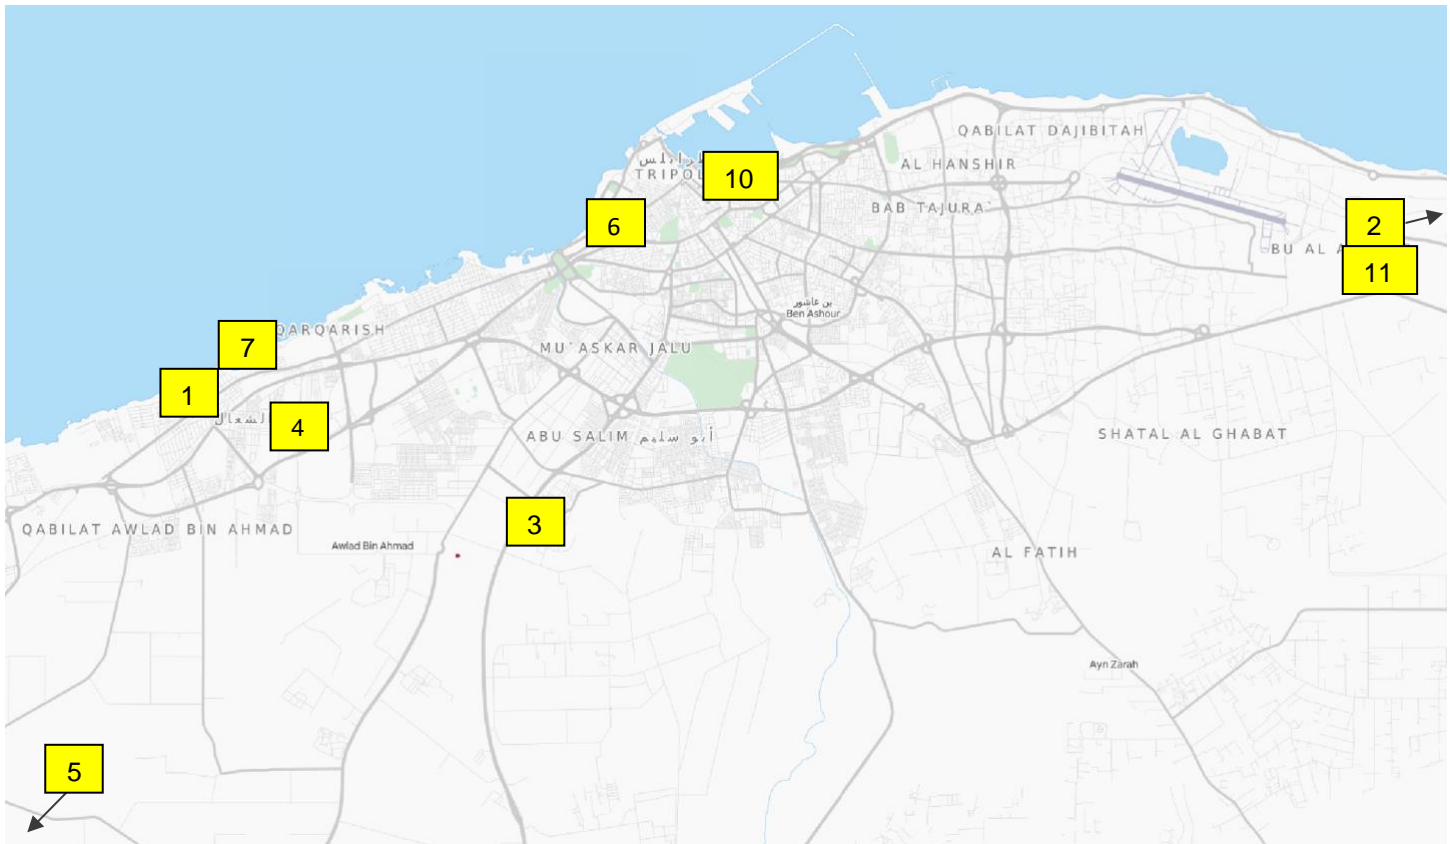 QABILAT DAJIBITAH
طرابلس
TRIPOL
AL HANSHIR
10
BAB TAJURA'
6
2
BU AL A
11
بن عاشور
Ben Ashour
QARQARISH
7
MU'ASKAR JALU
1
الشعال
4
ABU SALIM أبو سليم
SHATAL AL GHABAT
3
QABILAT AWLAD BIN AHMAD
Awlad Bin Ahmad
AL FATIH
Ayn Zarah
5